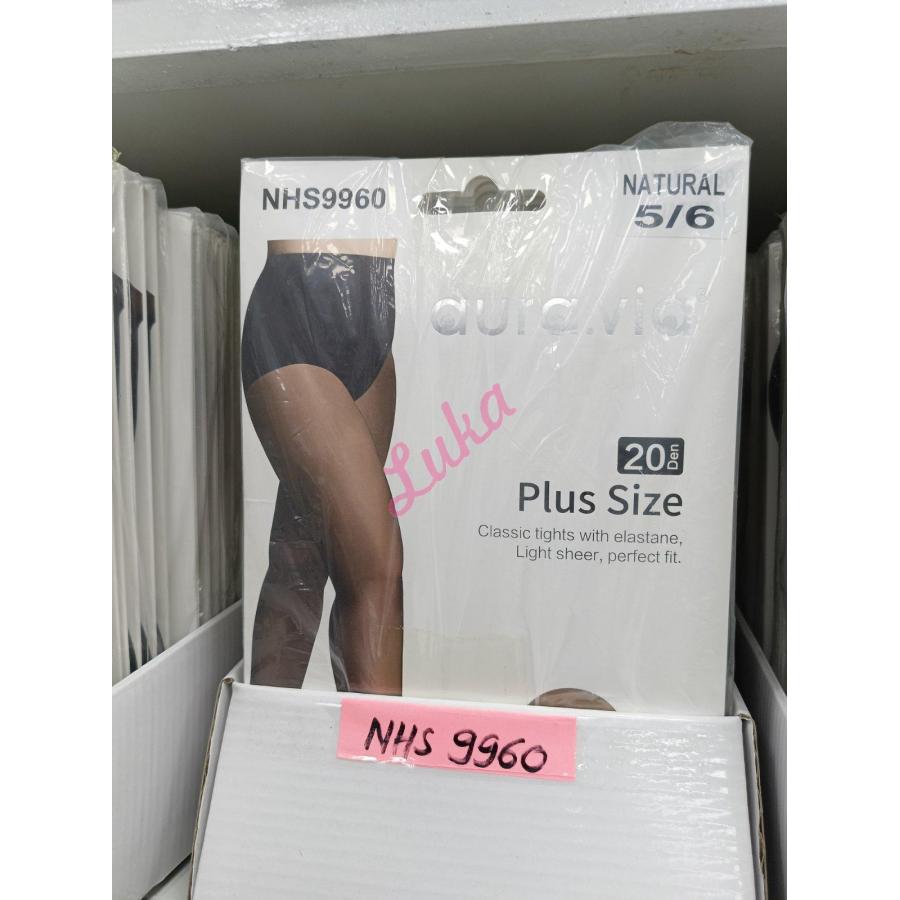 NHS9960
NATURAL
5/6
aura.via®
Luka
20 Den
Plus Size
Classic tights with elastane,
Light sheer, perfect fit.
NHS 9960